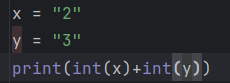 x = "2"
y = "3"
print(int(x)+int(y))